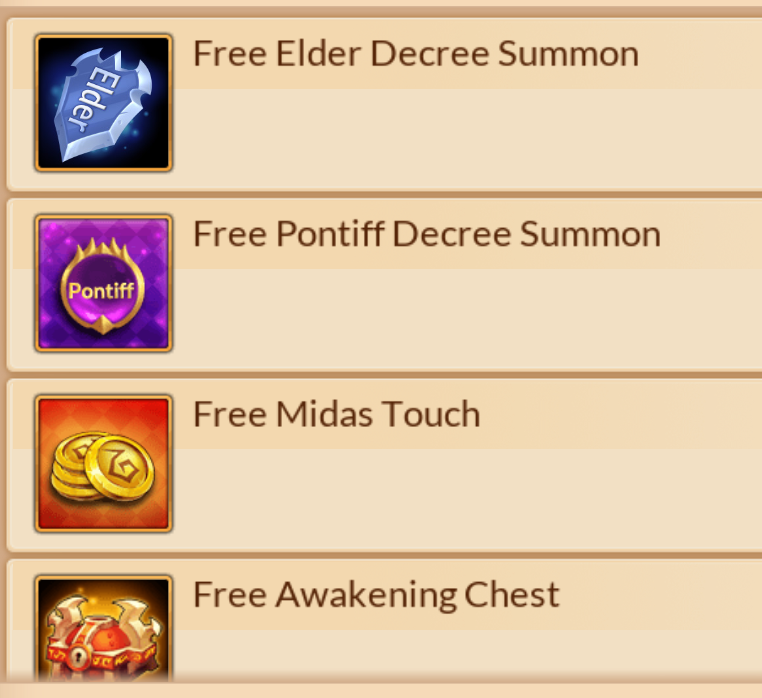 Elder
Free Elder Decree Summon
Pontiff
Free Pontiff Decree Summon
Free Midas Touch
Free Awakening Chest